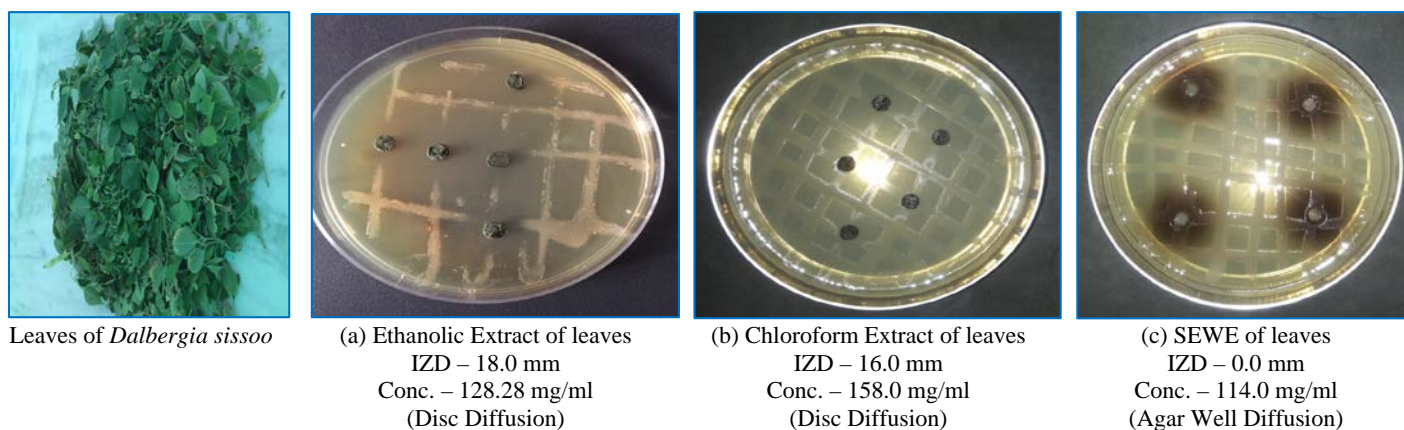 Leaves of Dalbergia sissoo
(a) Ethanolic Extract of leaves
IZD – 18.0 mm
Conc. – 128.28 mg/ml
(Disc Diffusion)
(b) Chloroform Extract of leaves
IZD – 16.0 mm
Conc. – 158.0 mg/ml
(Disc Diffusion)
(c) SEWE of leaves
IZD – 0.0 mm
Conc. – 114.0 mg/ml
(Agar Well Diffusion)